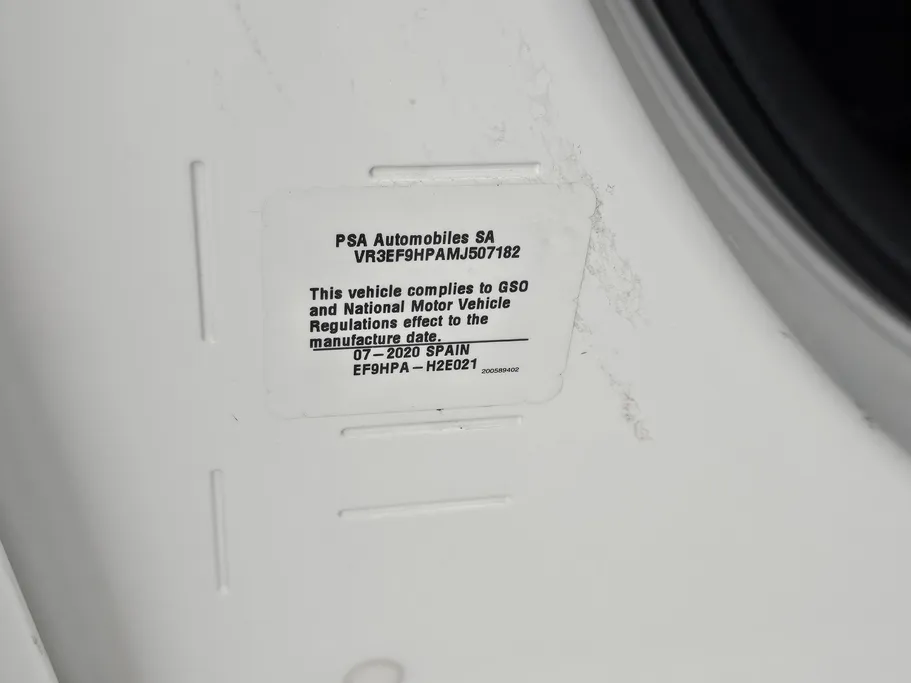 PSA Automobiles SA
VR3EF9HPAMJ507182
This vehicle complies to GSO
and National Motor Vehicle
Regulations effect to the
manufacture date.
07-2020 SPAIN
EF9HPA-H2E021 200589402